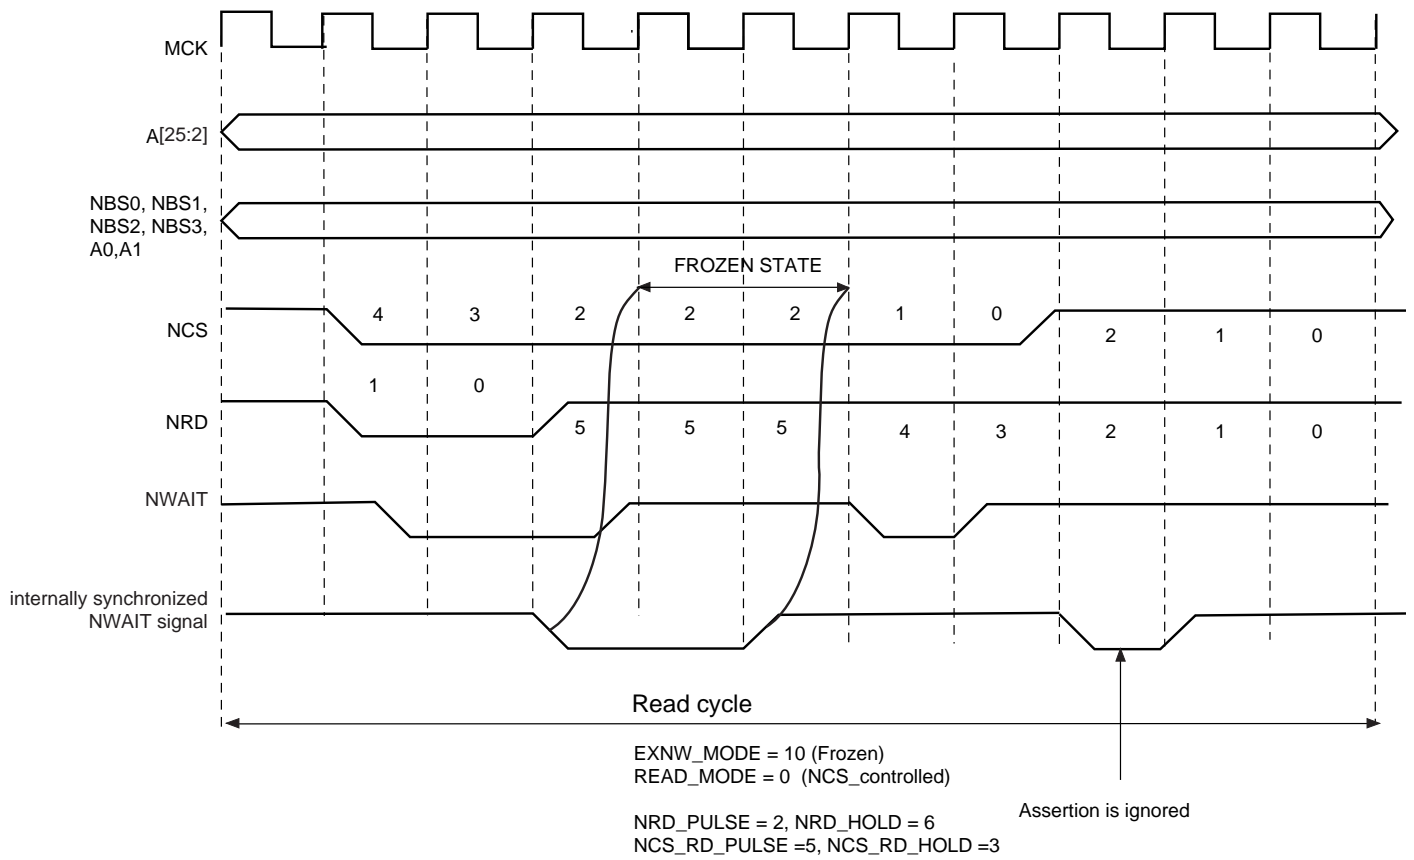 MCK
A[25:2]
NBS0, NBS1,
NBS2, NBS3,
A0,A1
FROZEN STATE
NCS
4 3 2 2 2 1 0
2 1 0
1 0
NRD
5 5 5 4 3 2 1 0
NWAIT
internally synchronized
NWAIT signal
Read cycle
EXNW_MODE = 10 (Frozen)
READ_MODE = 0 (NCS_controlled)
Assertion is ignored
NRD_PULSE = 2, NRD_HOLD = 6
NCS_RD_PULSE =5, NCS_RD_HOLD =3